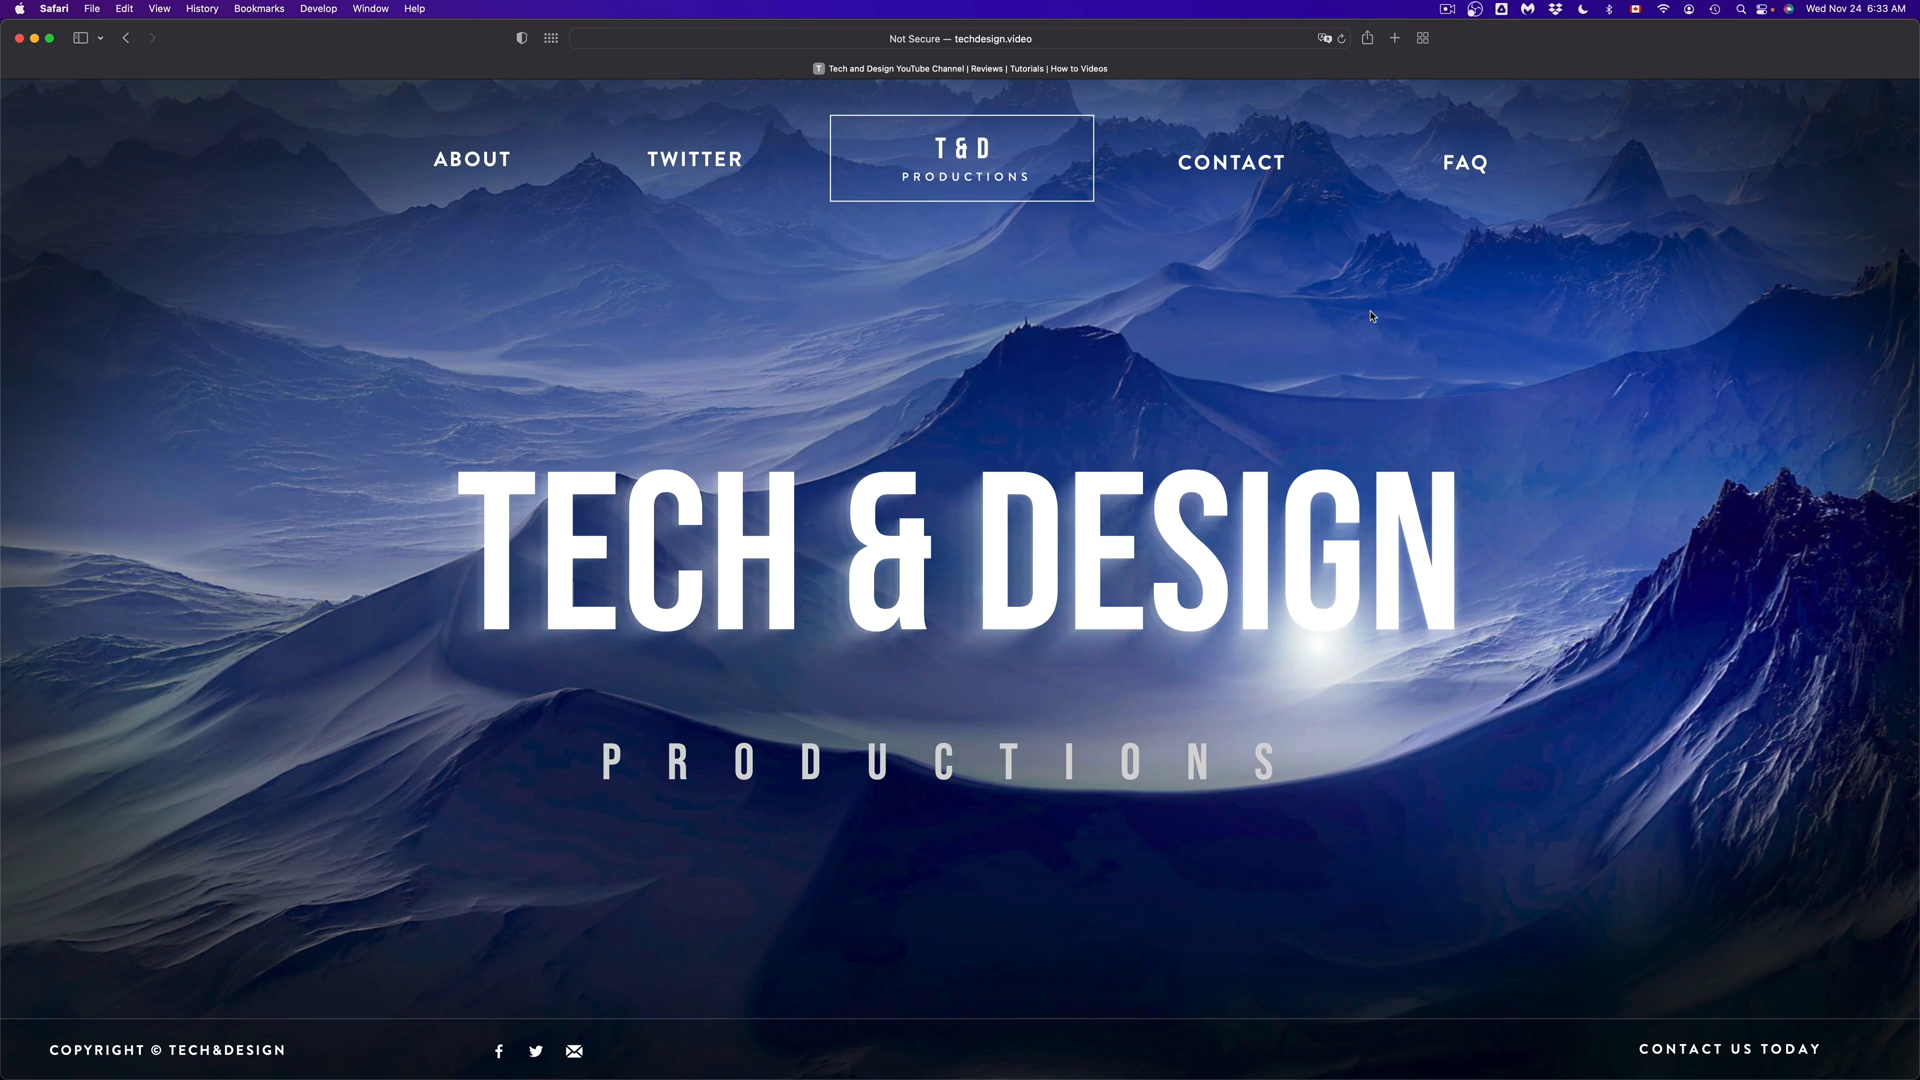 Safari File Edit View History Bookmarks Develop Window Help Wed Nov 24 6:33 AM
Not Secure — techdesign.video
T Tech and Design YouTube Channel | Reviews | Tutorials | How to Videos
ABOUT
TWITTER
T & D
PRODUCTIONS
CONTACT
FAQ
TECH & DESIGN
PRODUCTIONS
COPYRIGHT © TECH&DESIGN
CONTACT US TODAY